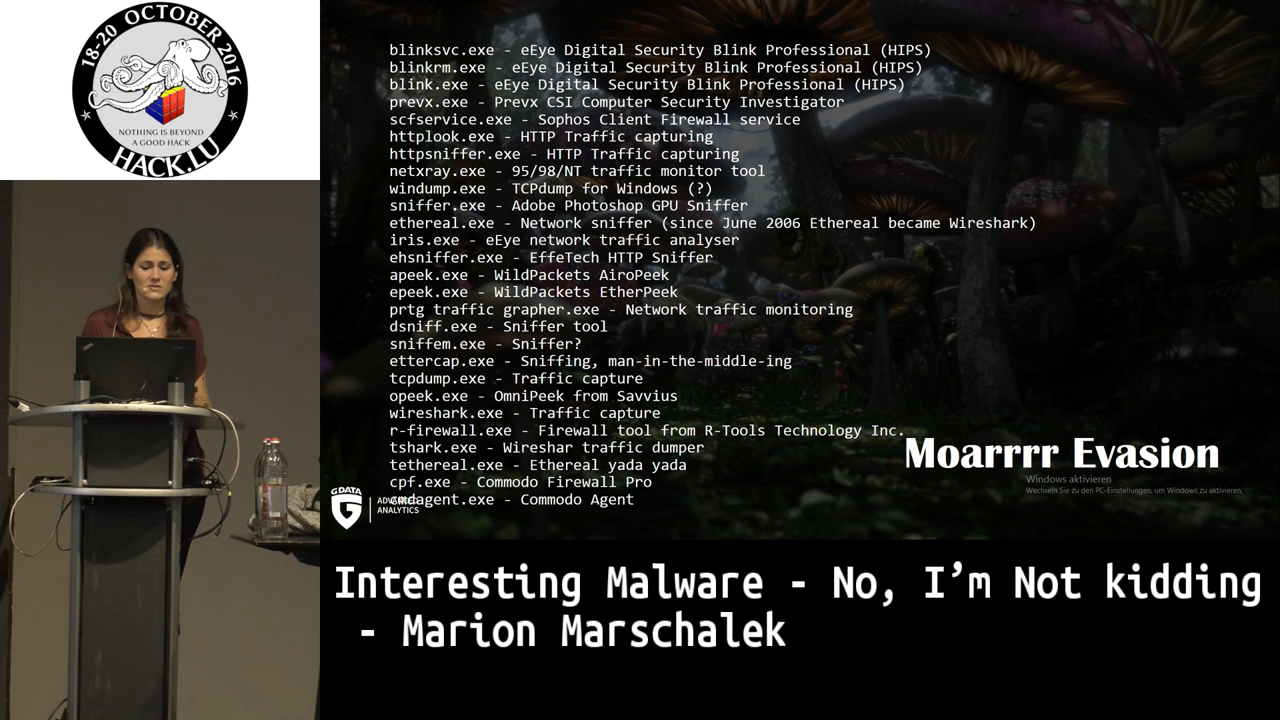 18-20 OCTOBER 2016
NOTHING IS BEYOND
A GOOD HACK
HACK.LU
blinksvc.exe - eEye Digital Security Blink Professional (HIPS)
blinkrm.exe - eEye Digital Security Blink Professional (HIPS)
blink.exe - eEye Digital Security Blink Professional (HIPS)
prevx.exe - Prevx CSI Computer Security Investigator
scfservice.exe - Sophos Client Firewall service
httplook.exe - HTTP Traffic capturing
httpsniffer.exe - HTTP Traffic capturing
netxray.exe - 95/98/NT traffic monitor tool
windump.exe - TCPdump for Windows (?)
sniffer.exe - Adobe Photoshop GPU Sniffer
ethereal.exe - Network sniffer (since June 2006 Ethereal became Wireshark)
iris.exe - eEye network traffic analyser
ehsniffer.exe - EffeTech HTTP Sniffer
apeek.exe - WildPackets AiroPeek
epeek.exe - WildPackets EtherPeek
prtg traffic grapher.exe - Network traffic monitoring
dsniff.exe - Sniffer tool
sniffem.exe - Sniffer?
ettercap.exe - Sniffing, man-in-the-middle-ing
tcpdump.exe - Traffic capture
opeek.exe - OmniPeek from Savvius
wireshark.exe - Traffic capture
r-firewall.exe - Firewall tool from R-Tools Technology Inc.
tshark.exe - Wireshar traffic dumper
tethereal.exe - Ethereal yada yada
cpf.exe - Commodo Firewall Pro
- Commodo Agent
Moarrrr Evasion
Windows aktivieren
Wechseln Sie zu den PC-Einstellungen, um Windows zu aktivieren.
G DATA
ADVANCED
ANALYTICS
Interesting Malware - No, I’m Not kidding
- Marion Marschalek